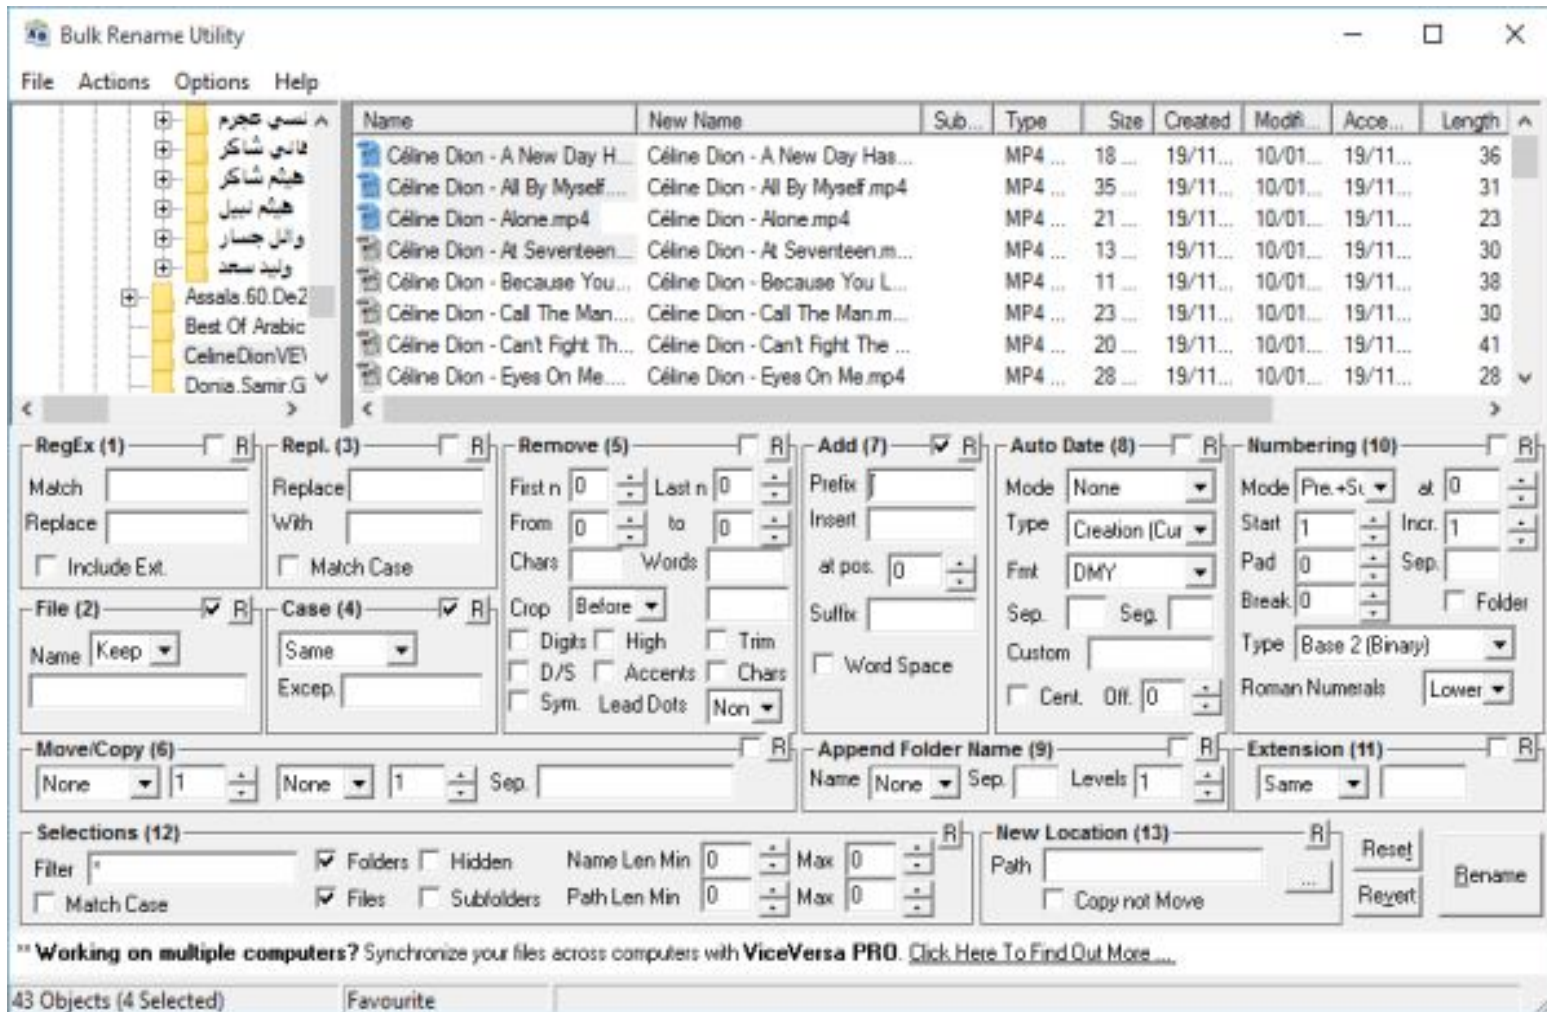 Bulk Rename Utility
File Actions Options Help
نسي عجرم
هاني شاكر
هيثم شاكر
هيثم نبيل
وائل جسار
وليد سعد
Assala.60.De2
Best Of Arabic
CelineDionVEV
Donia.Samir.G
Name New Name Sub... Type Size Created Modifi... Acce... Length
Céline Dion - A New Day H... Céline Dion - A New Day Has... MP4 ... 18 ... 19/11... 10/01... 19/11... 36
Céline Dion - All By Myself.... Céline Dion - All By Myself.mp4 MP4 ... 35 ... 19/11... 10/01... 19/11... 31
Céline Dion - Alone.mp4 Céline Dion - Alone.mp4 MP4 ... 21 ... 19/11... 10/01... 19/11... 23
Céline Dion - At Seventeen... Céline Dion - At Seventeen.m... MP4 ... 13 ... 19/11... 10/01... 19/11... 30
Céline Dion - Because You... Céline Dion - Because You L... MP4 ... 11 ... 19/11... 10/01... 19/11... 38
Céline Dion - Call The Man.... Céline Dion - Call The Man.m... MP4 ... 23 ... 19/11... 10/01... 19/11... 30
Céline Dion - Can't Fight Th... Céline Dion - Can't Fight The ... MP4 ... 20 ... 19/11... 10/01... 19/11... 41
Céline Dion - Eyes On Me.... Céline Dion - Eyes On Me.mp4 MP4 ... 28 ... 19/11... 10/01... 19/11... 28
RegEx (1) R
Match
Replace
Include Ext.
Repl. (3) R
Replace
With
Match Case
File (2) R
Name Keep
Case (4) R
Same
Excep.
Remove (5) R
First n 0 Last n 0
From 0 to 0
Chars Words
Crop Before
Digits High Trim
D/S Accents Chars
Sym. Lead Dots Non
Add (7) R
Prefix
Insert
at pos. 0
Suffix
Word Space
Auto Date (8) R
Mode None
Type Creation (Cur
Fmt DMY
Sep. Seg.
Custom
Cent. Off. 0
Numbering (10) R
Mode Pre.+Su at 0
Start 1 Incr. 1
Pad 0 Sep.
Break 0 Folder
Type Base 2 (Binary)
Roman Numerals Lower
Move/Copy (6) R
None 1 None 1 Sep.
Append Folder Name (9) R
Name None Sep. Levels 1
Extension (11) R
Same
Selections (12) R
Filter * Folders Hidden Name Len Min 0 Max 0
Match Case Files Subfolders Path Len Min 0 Max 0
New Location (13) R
Path ...
Copy not Move
Reset
Revert
Rename
** Working on multiple computers? Synchronize your files across computers with ViceVersa PRO. Click Here To Find Out More ....
43 Objects (4 Selected) Favourite